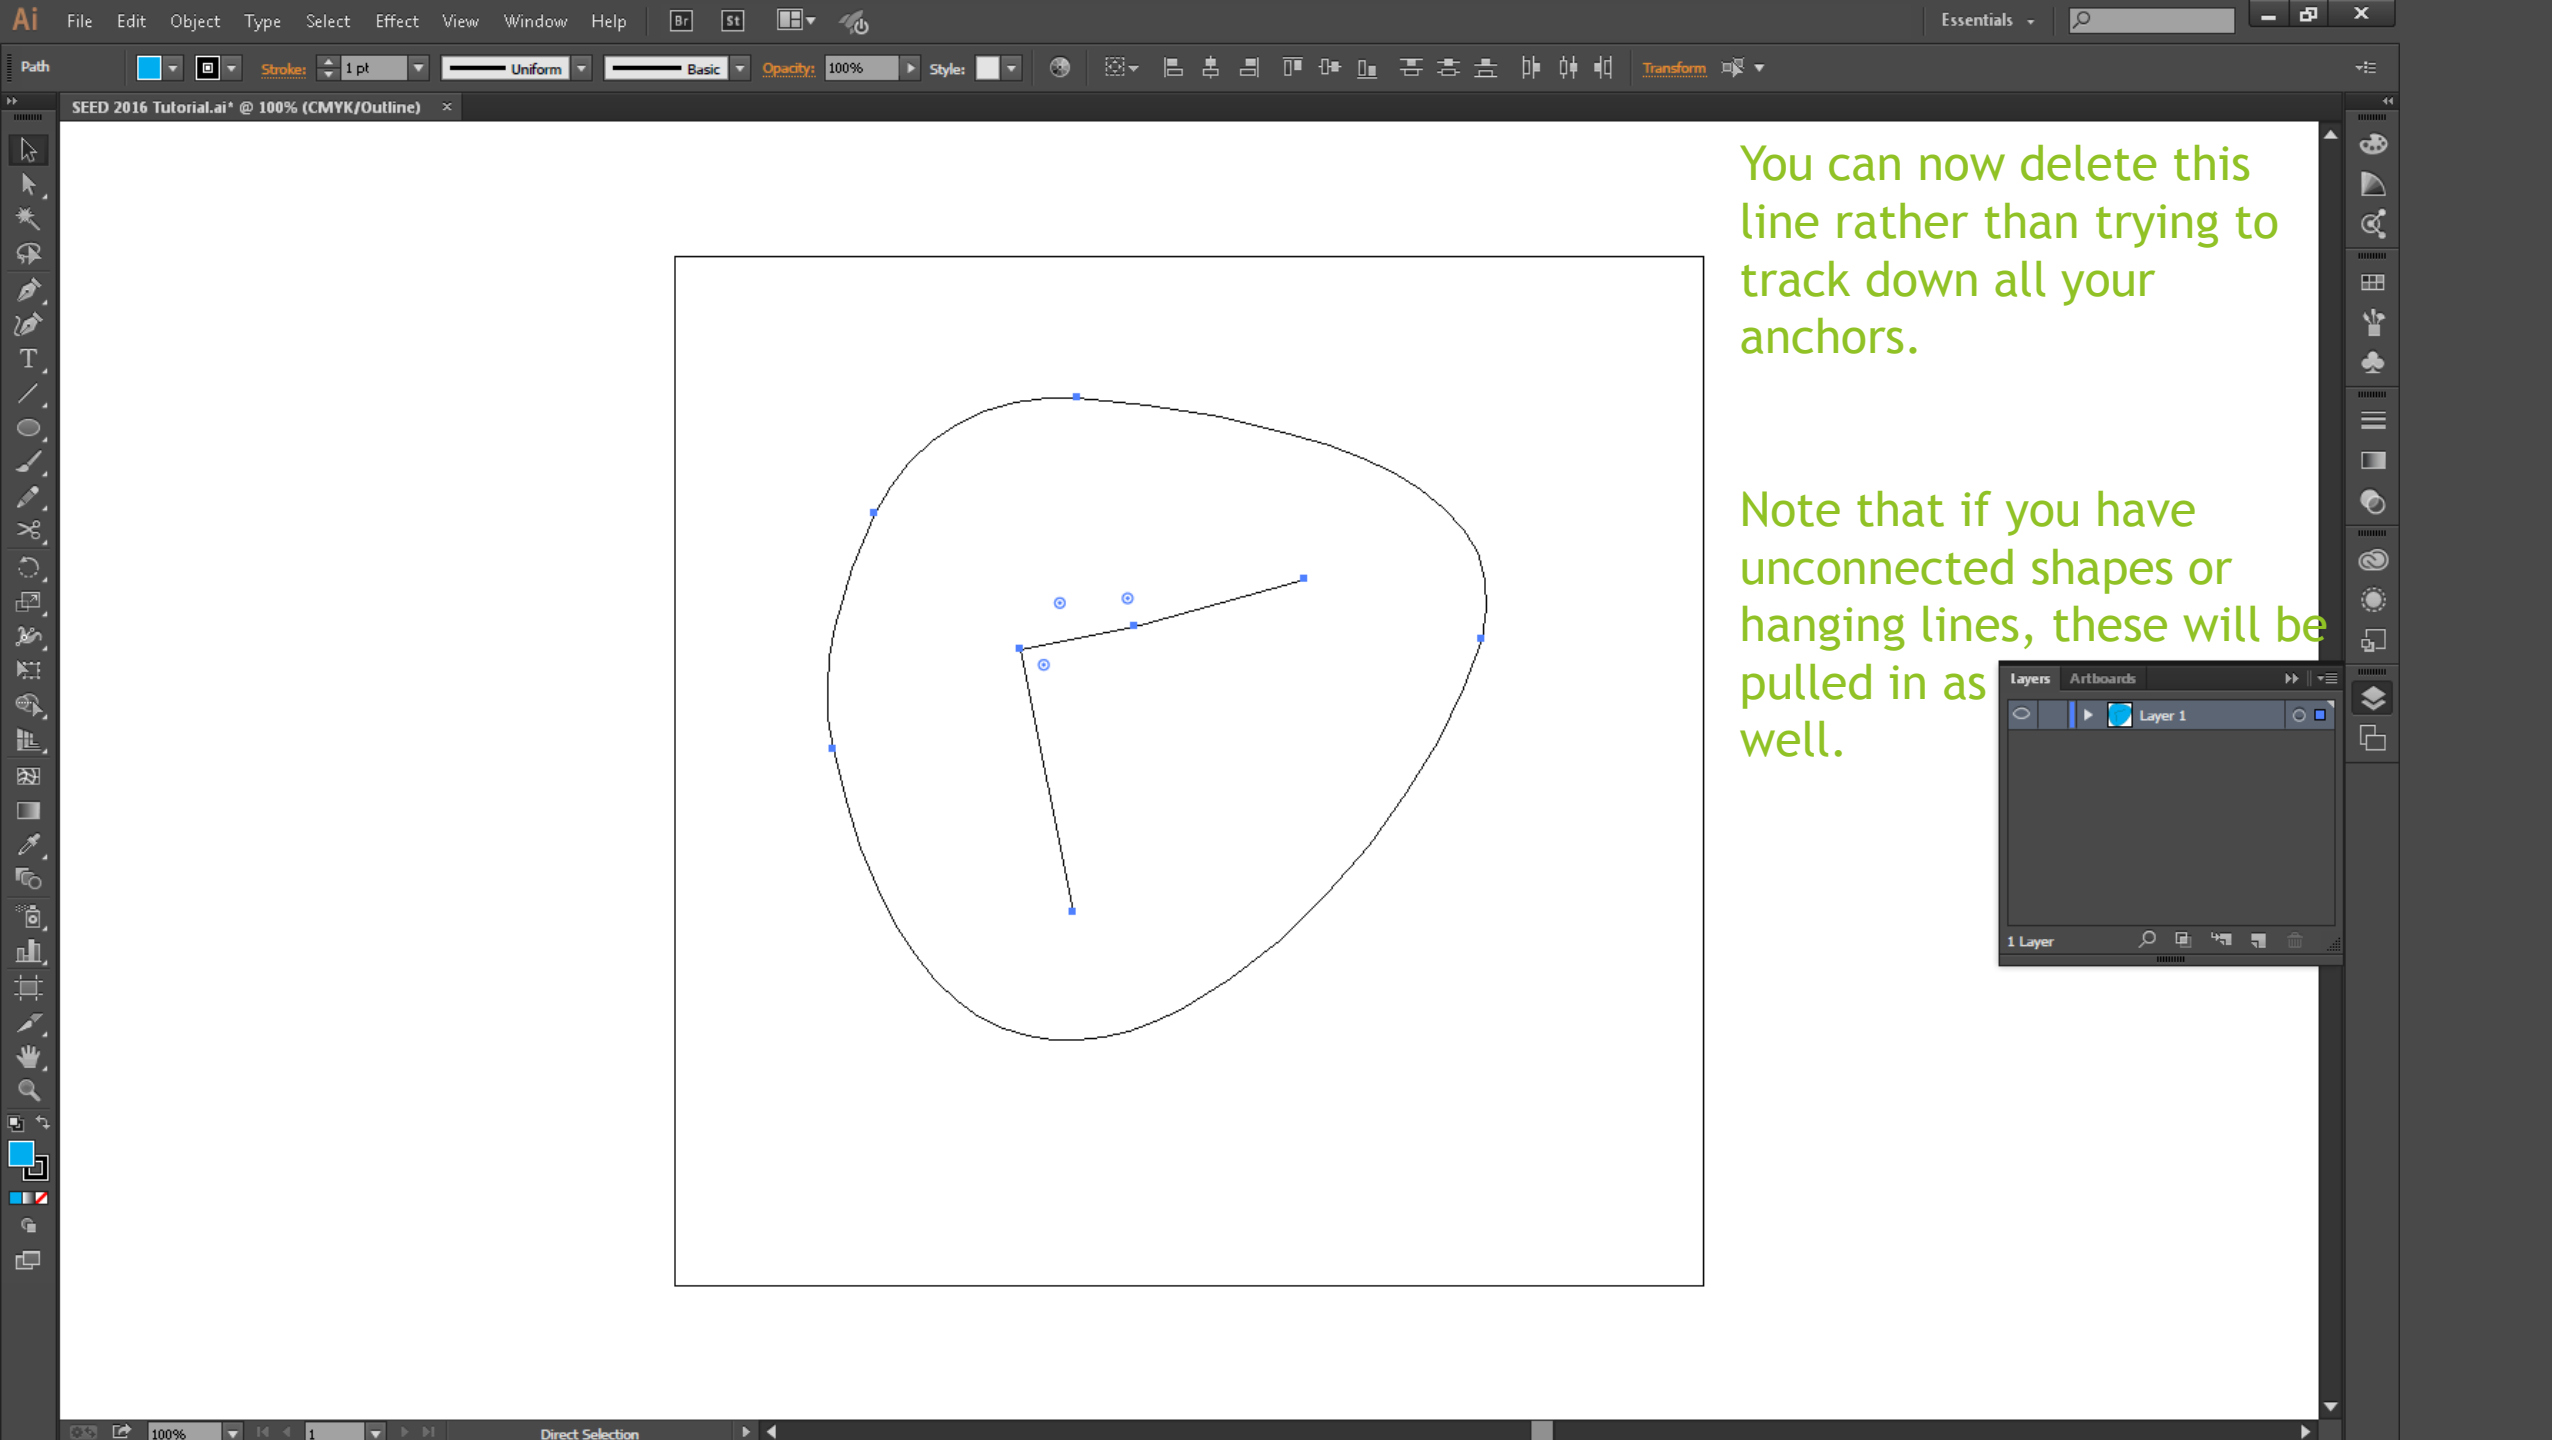 Ai File Edit Object Type Select Effect View Window Help Br St Essentials
Path Stroke: 1 pt Uniform Basic Opacity: 100% Style: Transform
SEED 2016 Tutorial.ai* @ 100% (CMYK/Outline) ×
You can now delete this
line rather than trying to
track down all your
anchors.
Note that if you have
unconnected shapes or
hanging lines, these will be
pulled in as
well.
Layers Artboards
Layer 1
1 Layer
100% 1 Direct Selection